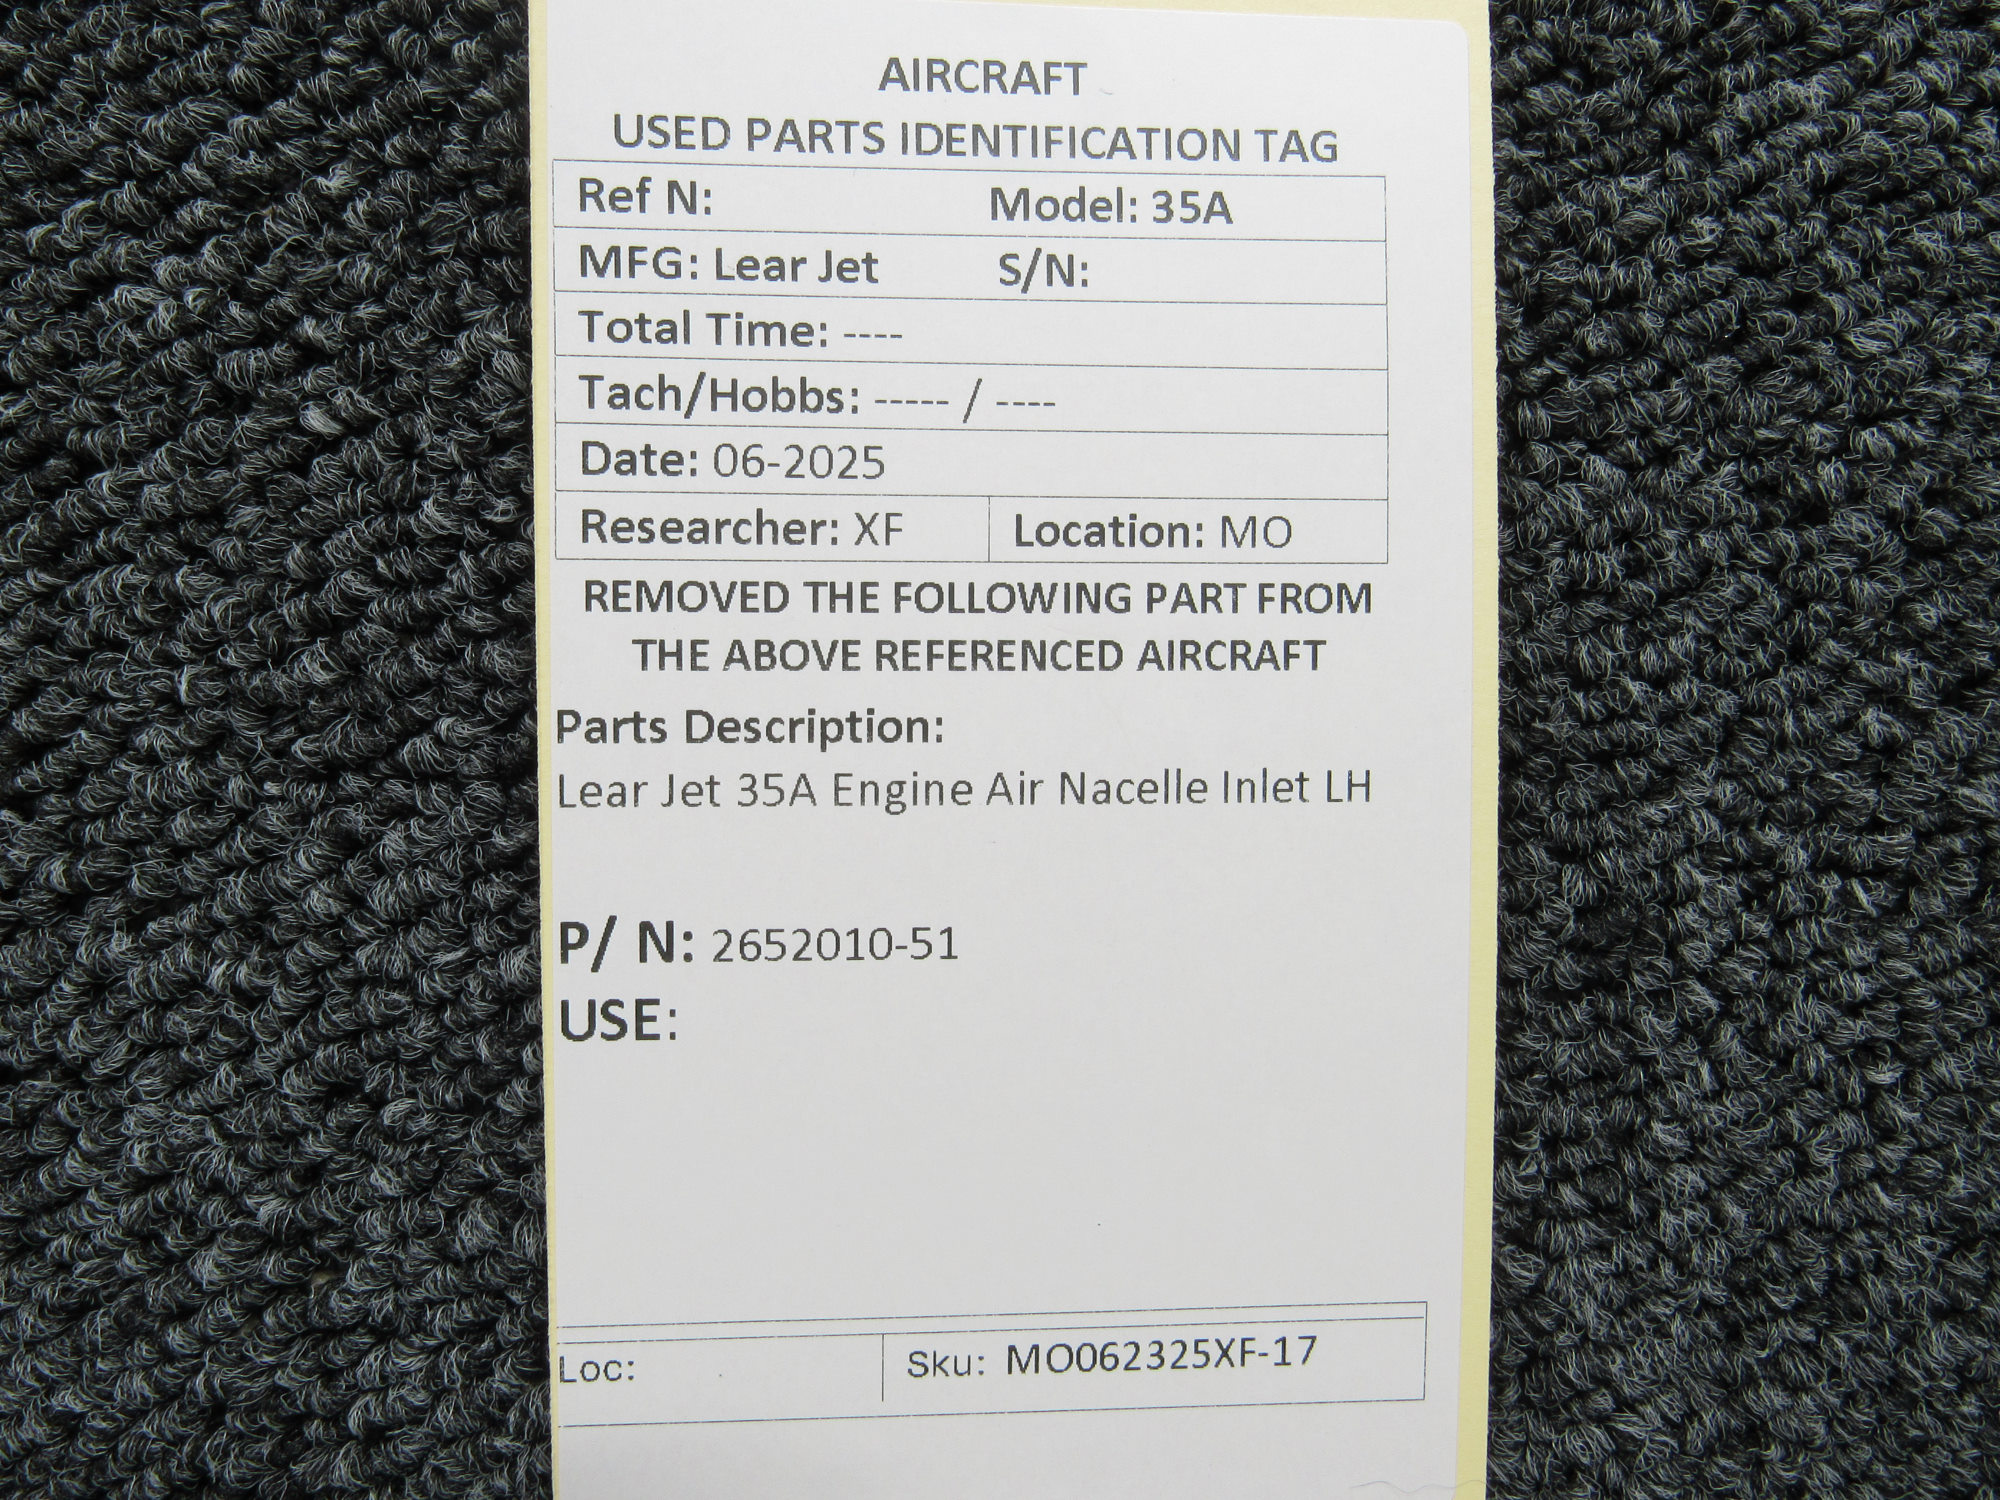 AIRCRAFT
USED PARTS IDENTIFICATION TAG
Ref N: Model: 35A
MFG: Lear Jet S/N:
Total Time: ----
Tach/Hobbs: ----- / ----
Date: 06-2025
Researcher: XF Location: MO
REMOVED THE FOLLOWING PART FROM
THE ABOVE REFERENCED AIRCRAFT
Parts Description:
Lear Jet 35A Engine Air Nacelle Inlet LH
P/ N: 2652010-51
USE:
Loc: Sku: MO062325XF-17